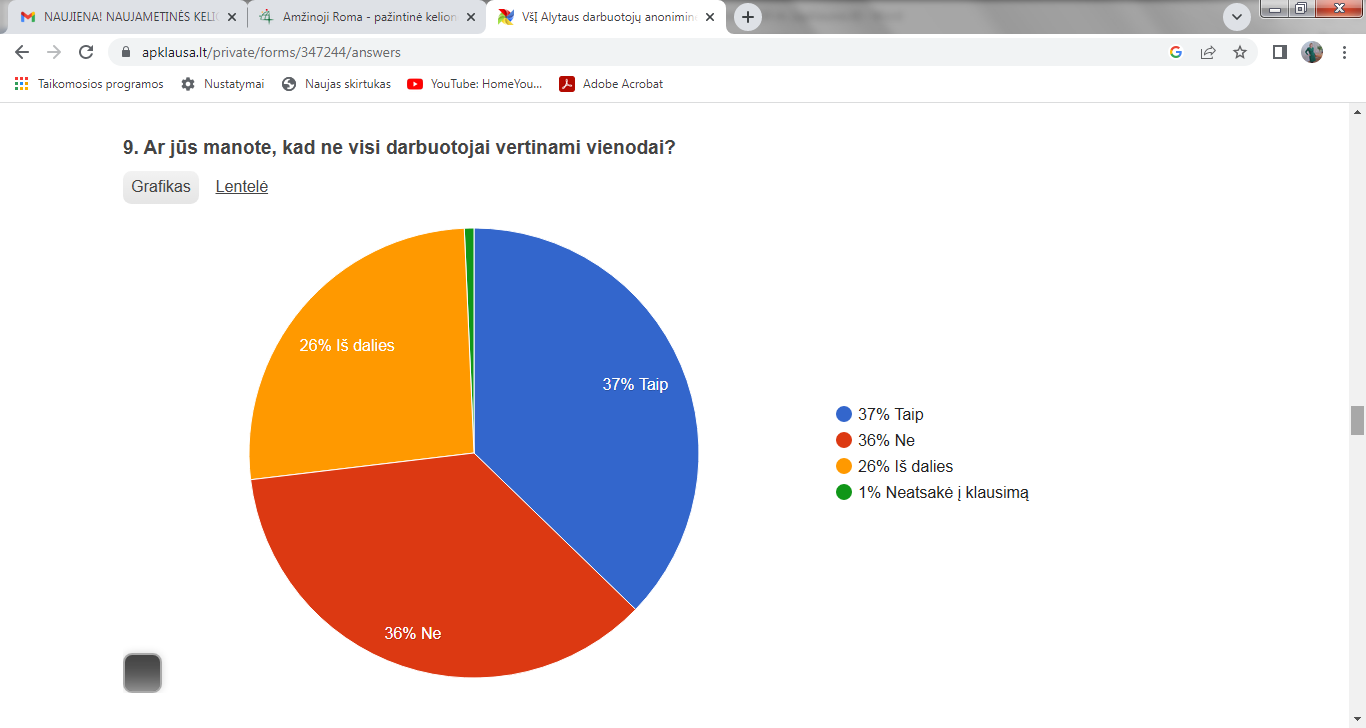 NAUJIENA! NAUJAMETINĖS KELIO
Amžinoji Roma - pažintinė kelion
VšĮ Alytaus darbuotojų anoniminė
apklausa.lt/private/forms/347244/answers
Taikomosios programos
Nustatymai
Naujas skirtukas
YouTube: HomeYou...
Adobe Acrobat
9. Ar jūs manote, kad ne visi darbuotojai vertinami vienodai?
Grafikas
Lentelė
26% Iš dalies
37% Taip
36% Ne
37% Taip
36% Ne
26% Iš dalies
1% Neatsakė į klausimą